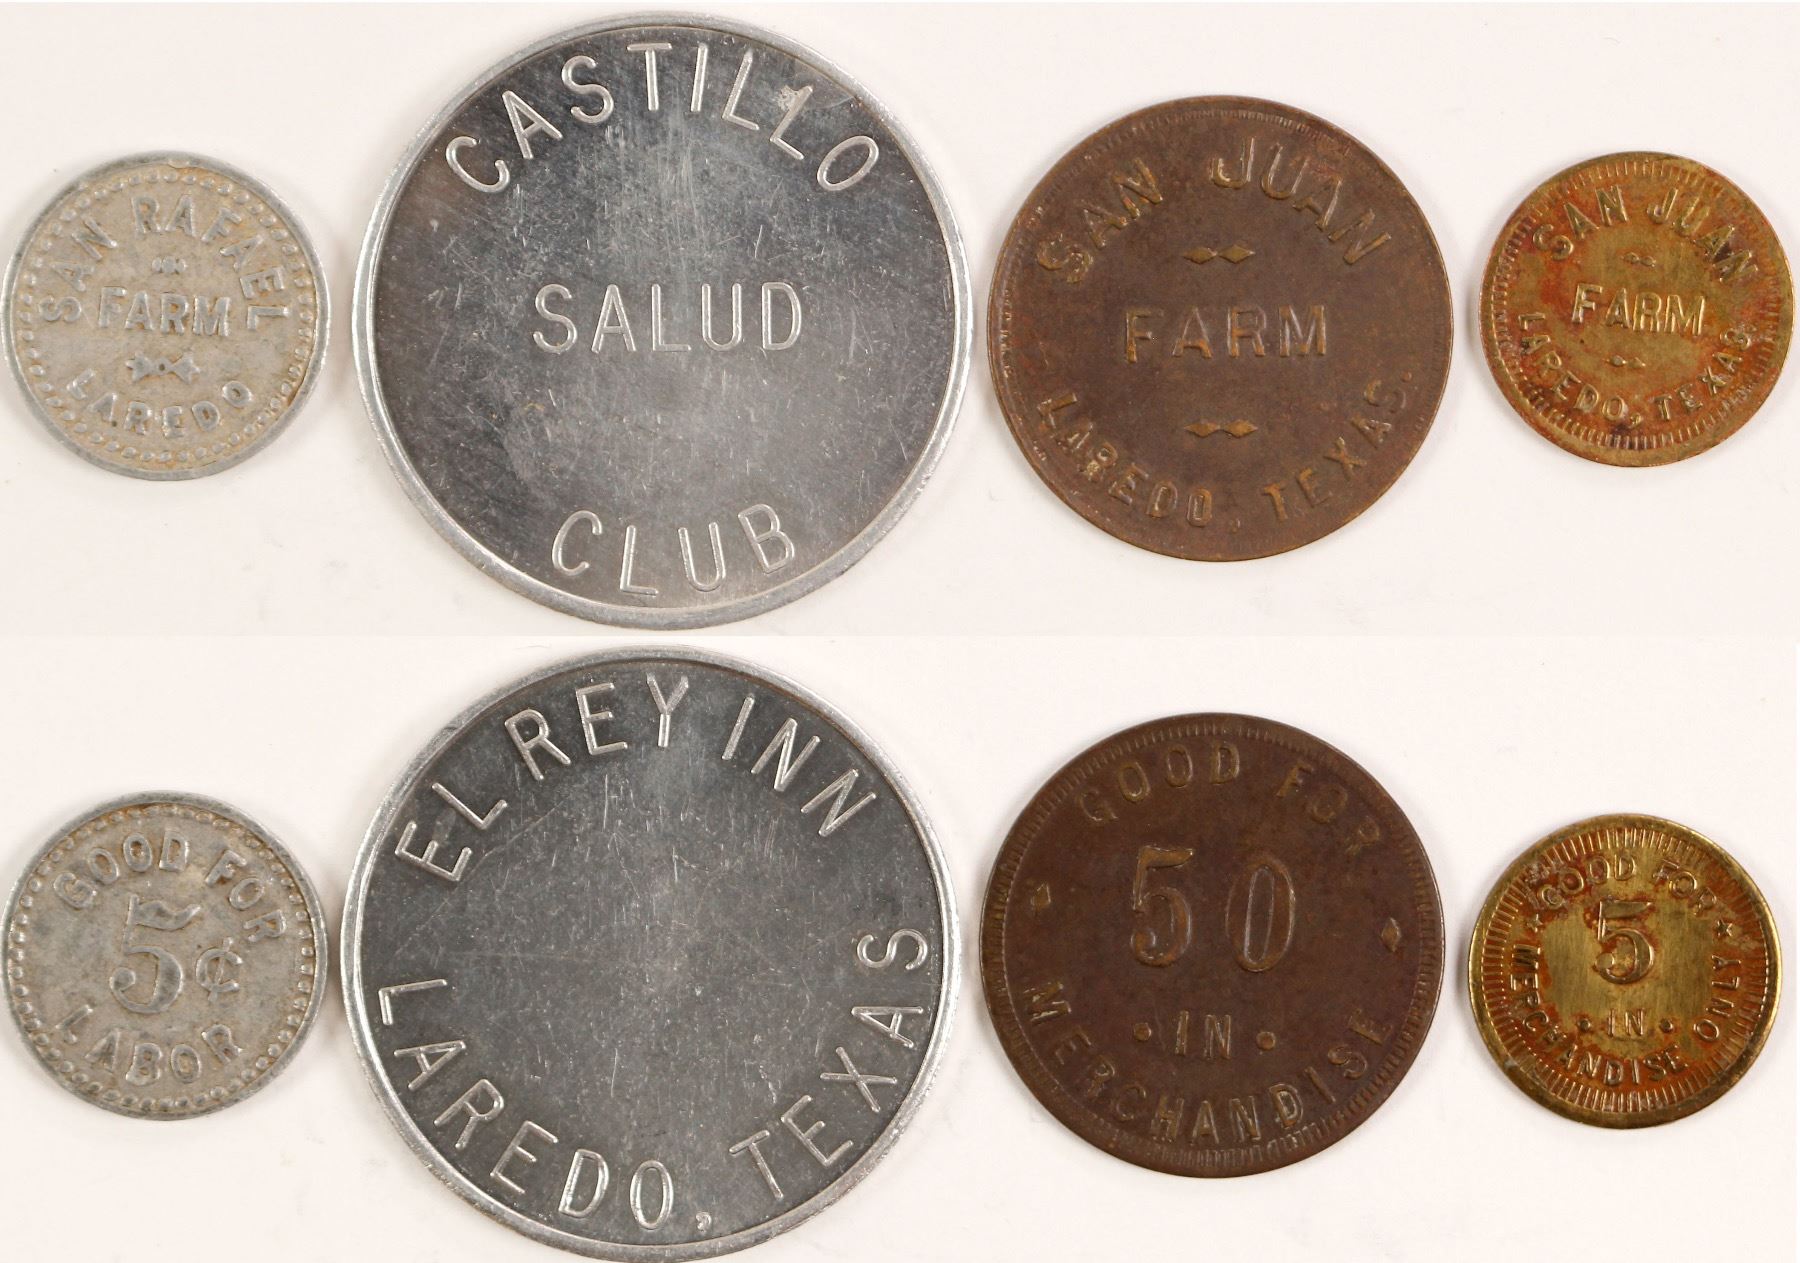 SAN RAFAEL
FARM
LAREDO
CASTILLO
SALUD
CLUB
SAN JUAN
FARM
LAREDO, TEXAS.
SAN JUAN
FARM
LAREDO, TEXAS.
GOOD FOR
5¢
LABOR
EL REY INN
LAREDO, TEXAS
GOOD FOR
50
• IN •
MERCHANDISE
GOOD FOR
5
• IN •
MERCHANDISE ONLY